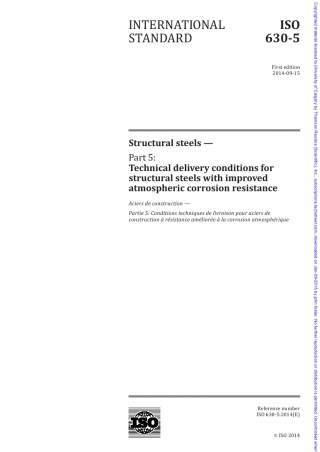 INTERNATIONAL
STANDARD
ISO
630-5
First edition
2014-09-15
Structural steels —
Part 5:
Technical delivery conditions for
structural steels with improved
atmospheric corrosion resistance
Aciers de construction —
Partie 5: Conditions techniques de livraison pour aciers de
construction à résistance améliorée à la corrosion atmosphérique
ISO
Reference number
ISO 630-5:2014(E)
© ISO 2014
Copyrighted material licensed to University of Calgary by Thomson Reuters (Scientific), Inc., subscriptions.techstreet.com, downloaded on Jan-09-2015 by
No further reproduction or distribution is permitted. Uncontrolled when